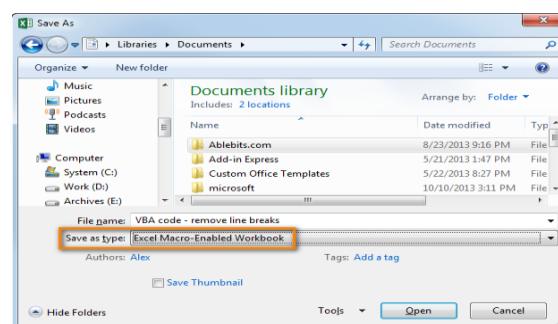 Save As
Libraries ▸ Documents ▸ Search Documents
Organize ▾ New folder
Music
Pictures
Podcasts
Videos
Computer
System (C:)
Work (D:)
Archives (E:)
Documents library
Includes: 2 locations
Arrange by: Folder ▾
Name Date modified Typ
Ablebits.com 8/23/2013 9:16 PM File
Add-in Express 5/21/2013 1:47 PM File
Custom Office Templates 5/22/2013 8:27 PM File
microsoft 10/10/2013 3:11 PM File
File name: VBA code - remove line breaks
Save as type: Excel Macro-Enabled Workbook
Authors: Alex Tags: Add a tag
Save Thumbnail
Hide Folders Tools ▾ Open Cancel